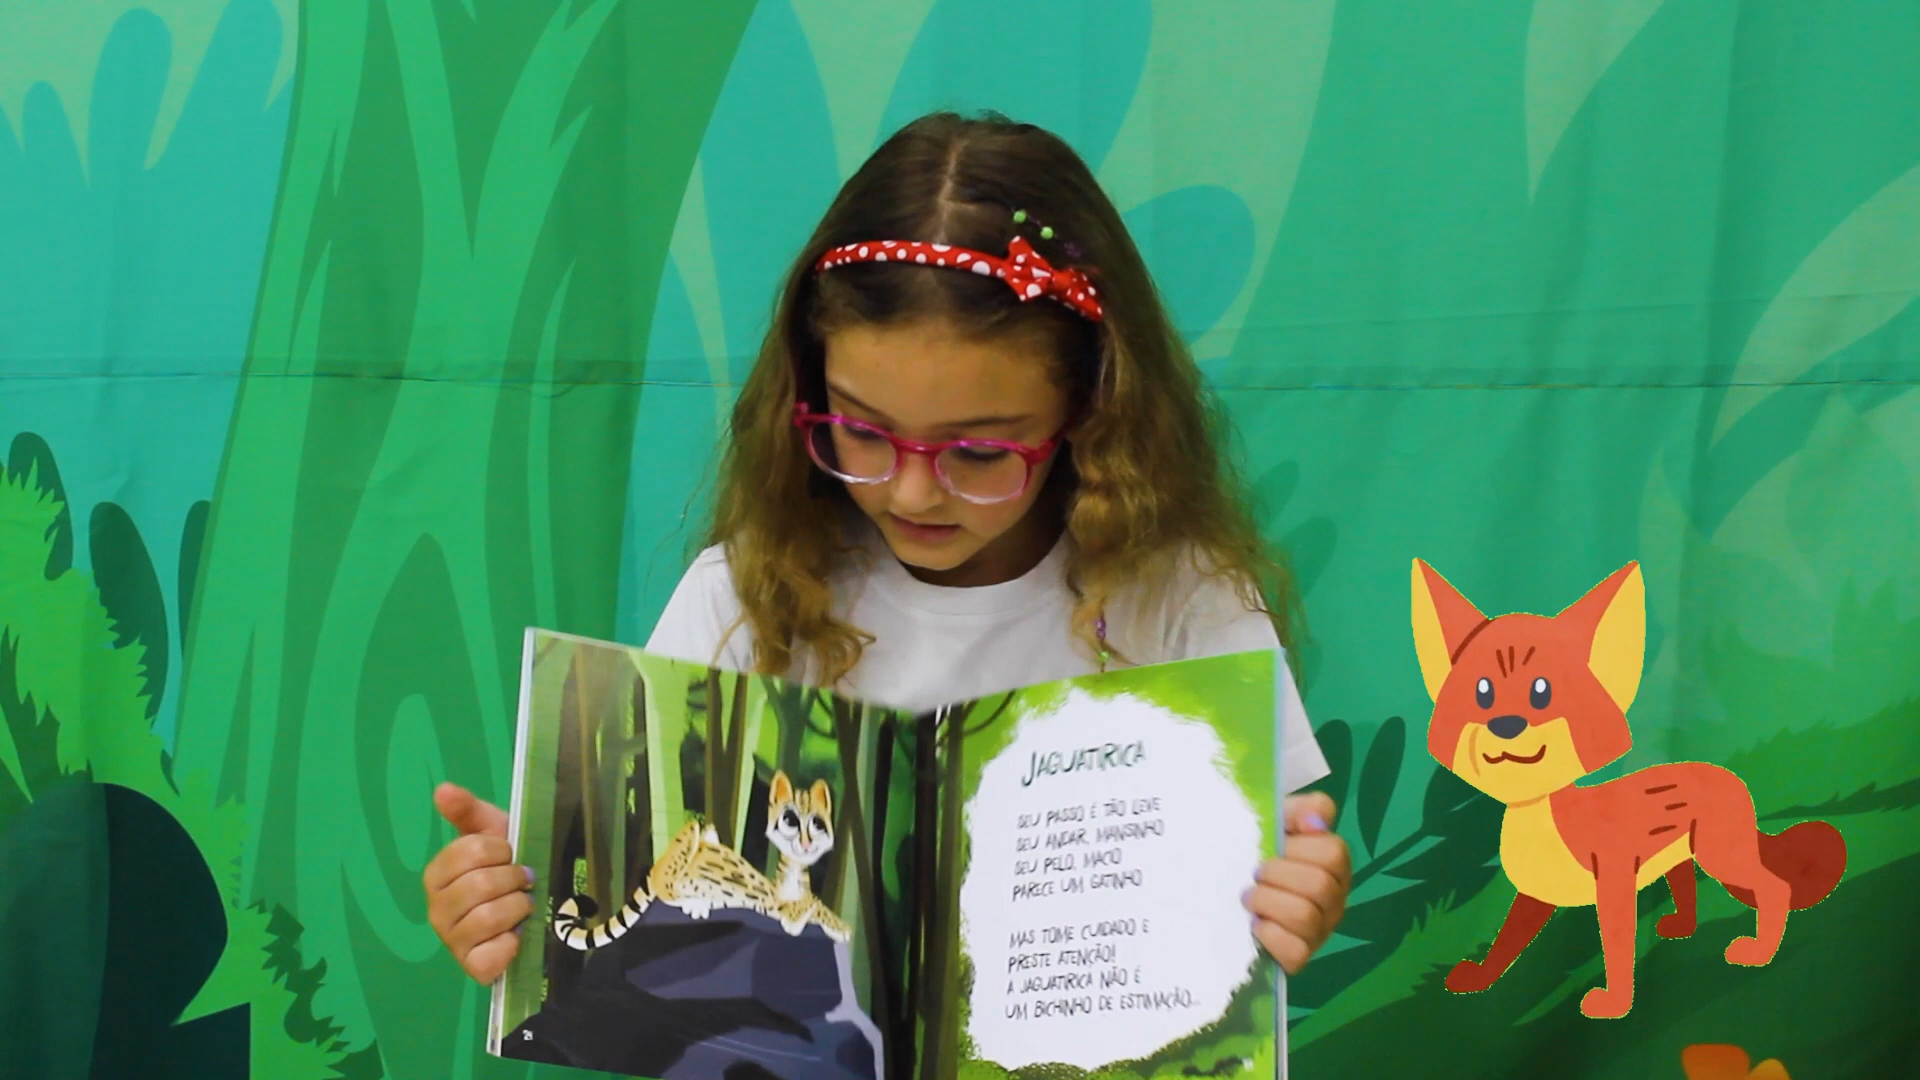 JAGUATIRICA
SEU PASSO É TÃO LEVE
SEU ANDAR, MANSINHO
SEU PELO, MACIO
PARECE UM GATINHO
MAS TOME CUIDADO E
PRESTE ATENÇÃO!
A JAGUATIRICA NÃO É
UM BICHINHO DE ESTIMAÇÃO...